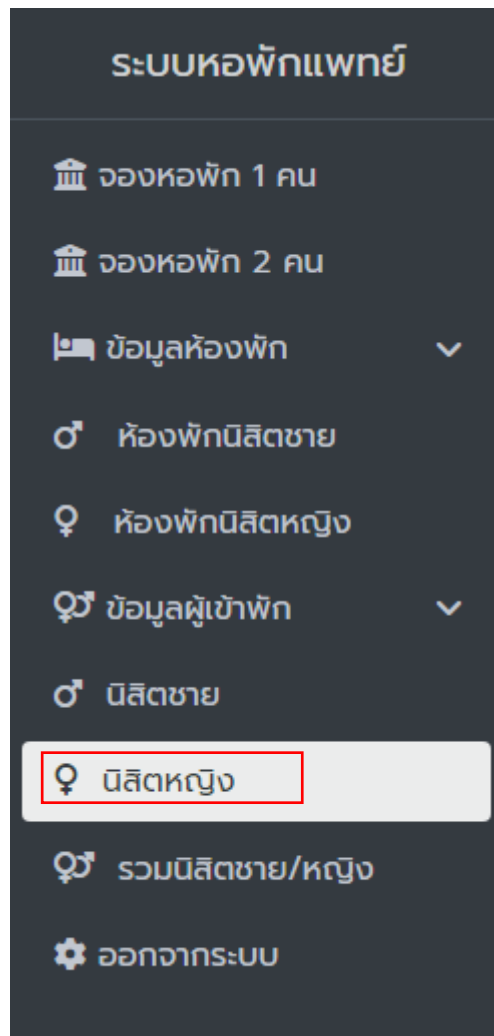 ระบบหอพักแพทย์
จองหอพัก 1 คน
จองหอพัก 2 คน
ข้อมูลห้องพัก
ห้องพักนิสิตชาย
ห้องพักนิสิตหญิง
ข้อมูลผู้เข้าพัก
นิสิตชาย
นิสิตหญิง
รวมนิสิตชาย/หญิง
ออกจากระบบ